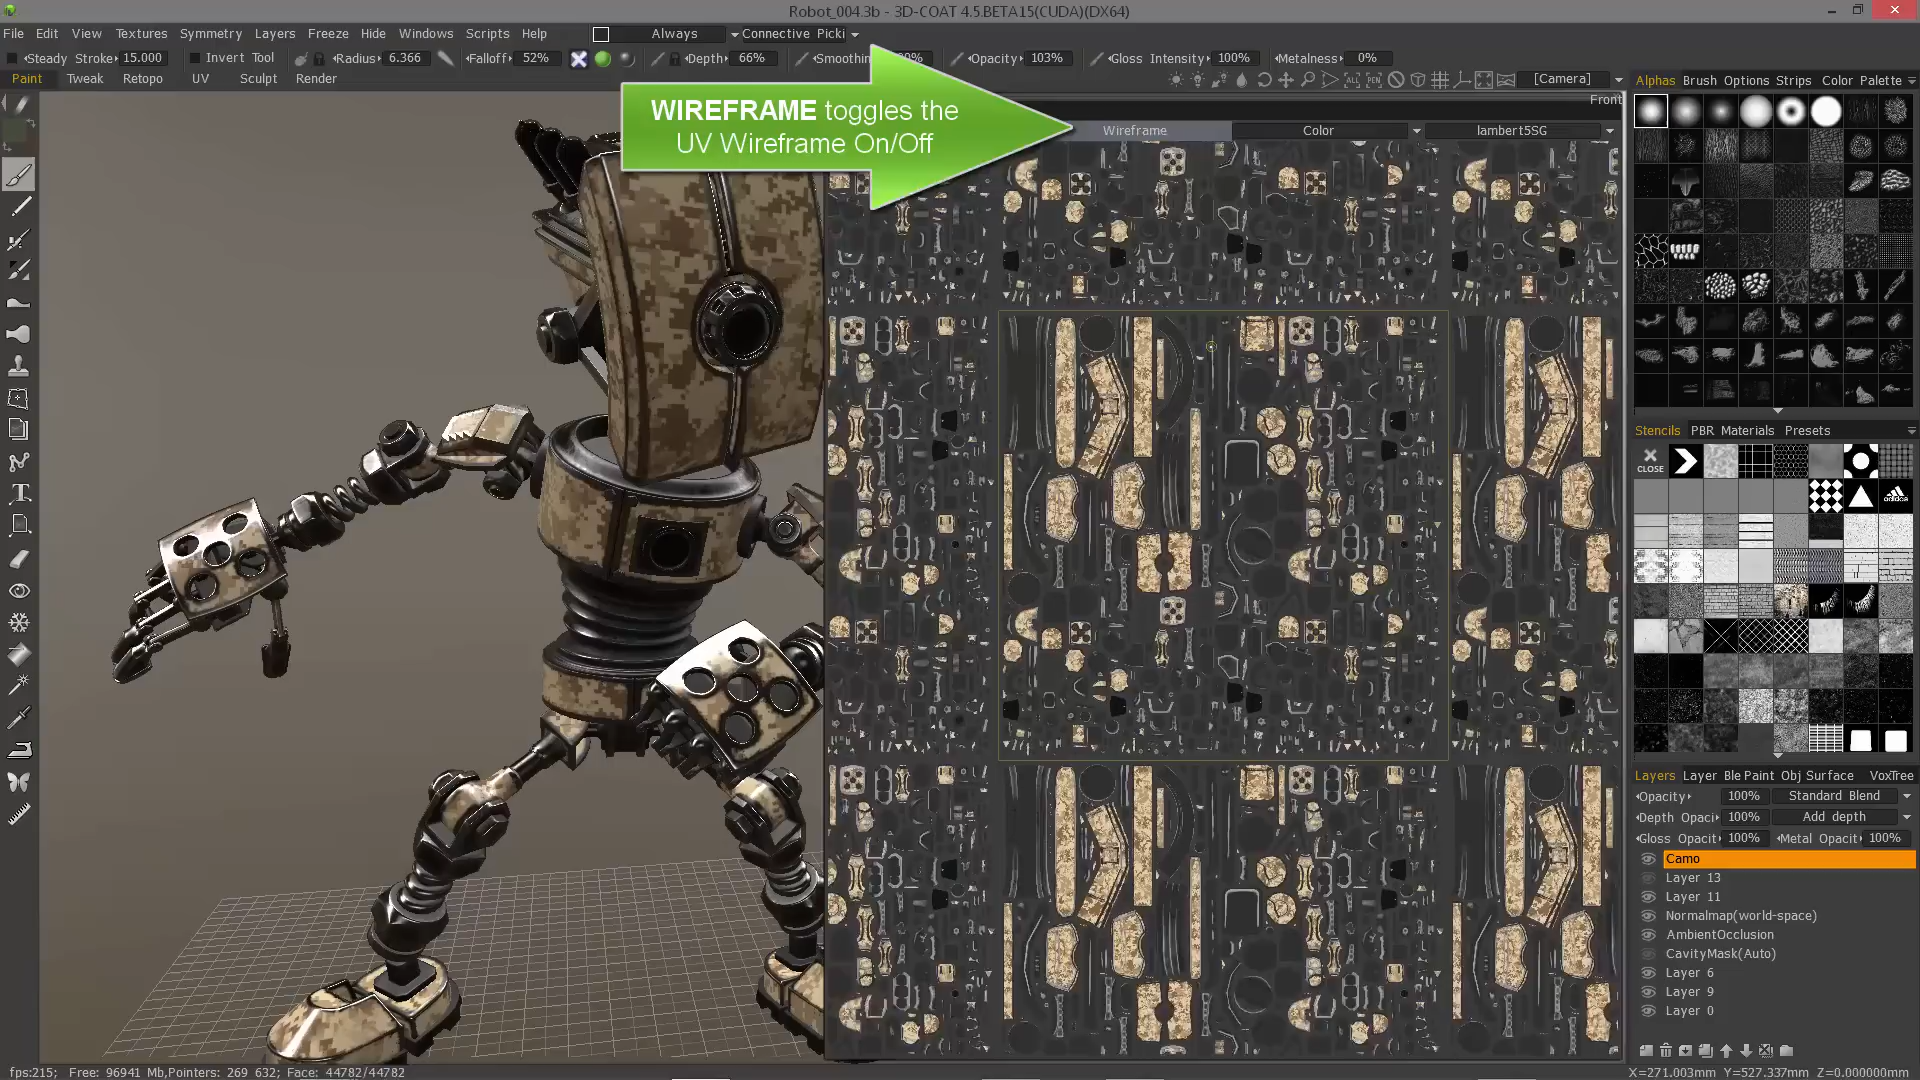 Robot_004.3b - 3D-COAT 4.5.BETA15(CUDA)(DX64)
File Edit View Textures Symmetry Layers Freeze Hide Windows Scripts Help Always Connective Picki
Steady Stroke 15.000 Invert Tool Radius 6.366 Falloff 52% Depth 66% Smoothin 0% Opacity 103% Gloss Intensity 100% Metalness 0%
Paint Tweak Retopo UV Sculpt Render [Camera]
Front
WIREFRAME toggles the
UV Wireframe On/Off
Wireframe Color lambert5SG
Alphas Brush Options Strips Color Palette
Stencils PBR Materials Presets
CLOSE
adidas
Layers Layer Ble Paint Obj Surface VoxTree
Opacity 100% Standard Blend
Depth Opaci 100% Add depth
Gloss Opacit 100% Metal Opacit 100%
Camo
Layer 13
Layer 11
Normalmap(world-space)
AmbientOcclusion
CavityMask(Auto)
Layer 6
Layer 9
Layer 0
fps:215; Free: 96941 Mb,Pointers: 269 632; Face: 44782/44782
X=271.003mm Y=527.337mm Z=0.000000mm